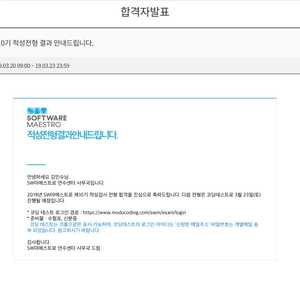 합격자발표
0기 적성전형 결과 안내드립니다.
9.03.20 09:00 ~ 19.03.23 23:59
SOFTWARE
MAESTRO
적성전형결과안내드립니다.
안녕하세요 김민수님
SW마에스트로 연수센터 사무국입니다.
2019년 SW마에스트로 제10기 적성검사 전형 합격을 진심으로 축하드립니다. 다음 전형은 코딩테스트로 3월 23일(토)
진행될 예정입니다.
* 코딩 테스트 로그인 경로 : https://www.moducoding.com/swm/exam/login
* 준비물 : 수험표, 신분증
감사합니다.
SW마에스트로 연수센터 사무국 드림